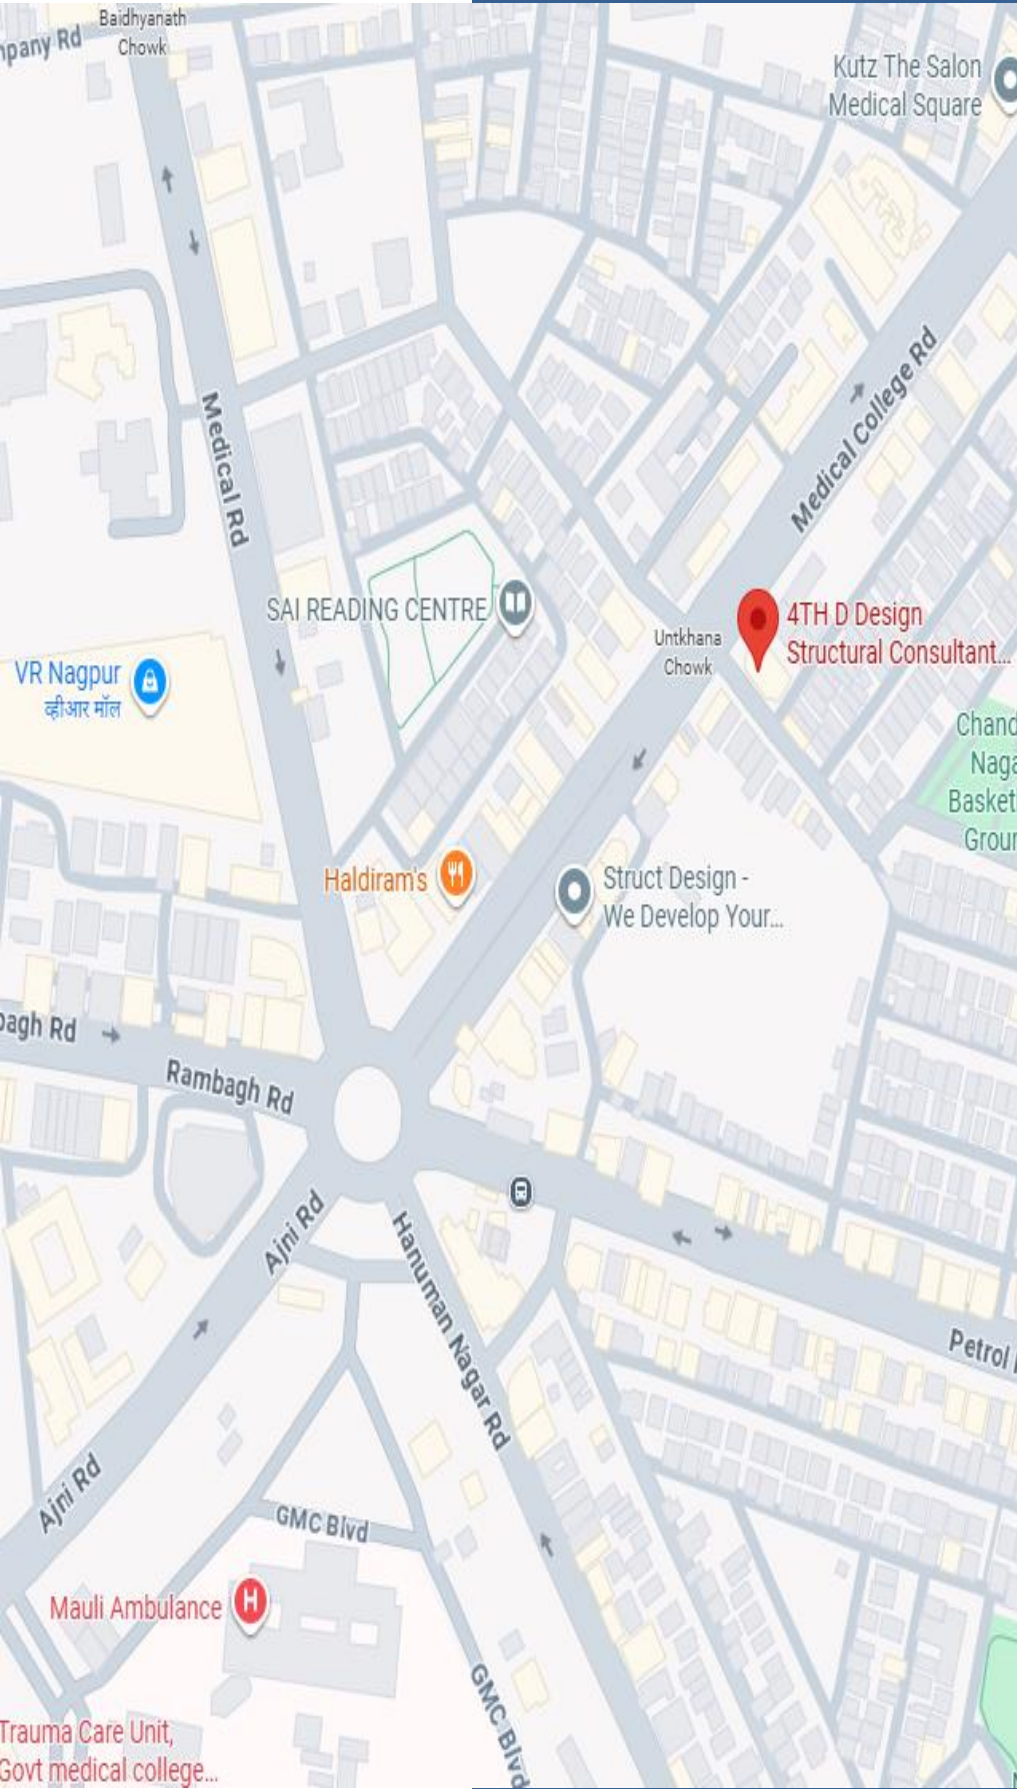 Baidhyanath
Chowk
Kutz The Salon
Medical Square
Medical College Rd
Medical Rd
SAI READING CENTRE
4TH D Design
Structural Consultant...
Untkhana
Chowk
VR Nagpur
व्हीआर मॉल
Haldiram's
Struct Design -
We Develop Your...
Rambagh Rd
Ajni Rd
Hanuman Nagar Rd
Petrol
Ajni Rd
GMC Blvd
Mauli Ambulance
H
GMC Blvd
Trauma Care Unit,
Govt medical college...